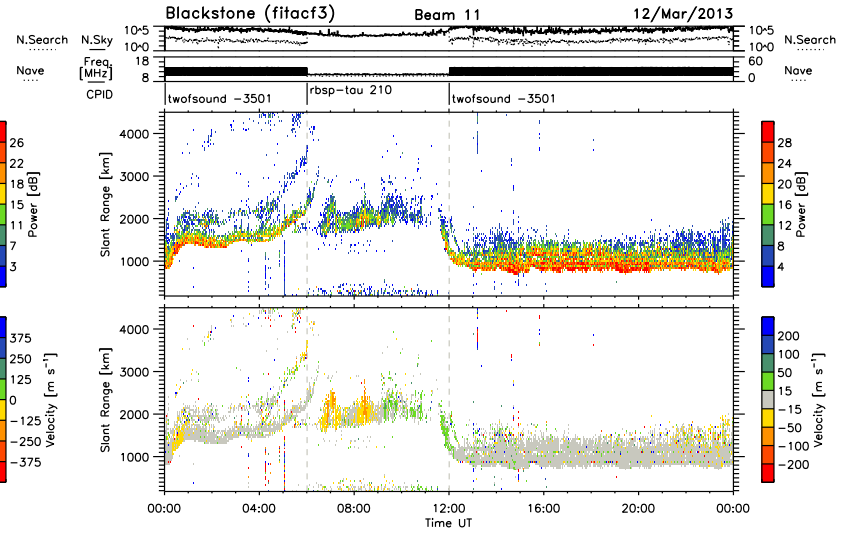 Blackstone (fitacf3) Beam 11 12/Mar/2013
N.Search N.Sky 10^5 10^0 10^5 10^0 N.Search
Nave Freq. [MHz] 18 8 60 0 Nave
CPID twofsound -3501 rbsp-tau 210 twofsound -3501
26 22 18 15 11 7 3 Power [dB]
Slant Range [km] 4000 3000 2000 1000
28 24 20 16 12 8 4 Power [dB]
375 250 125 0 -125 -250 -375 Velocity [m s⁻¹]
Slant Range [km] 4000 3000 2000 1000
200 100 50 15 -15 -50 -100 -200 Velocity [m s⁻¹]
00:00 04:00 08:00 12:00 16:00 20:00 00:00
Time UT